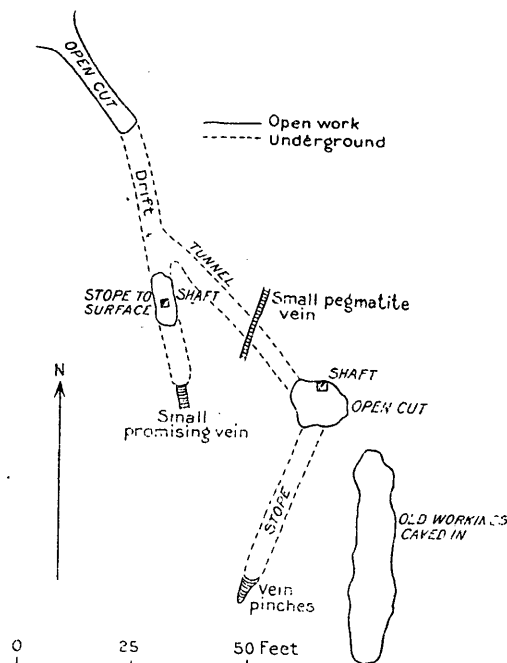 OPEN CUT
Open work
Underground
Drift
TUNNEL
STOPE TO
SURFACE
SHAFT
Small pegmatite
vein
SHAFT
OPEN CUT
Small
promising vein
N
STOPE
OLD WORKINGS
CAVED IN
Vein
pinches
0 25 50 Feet